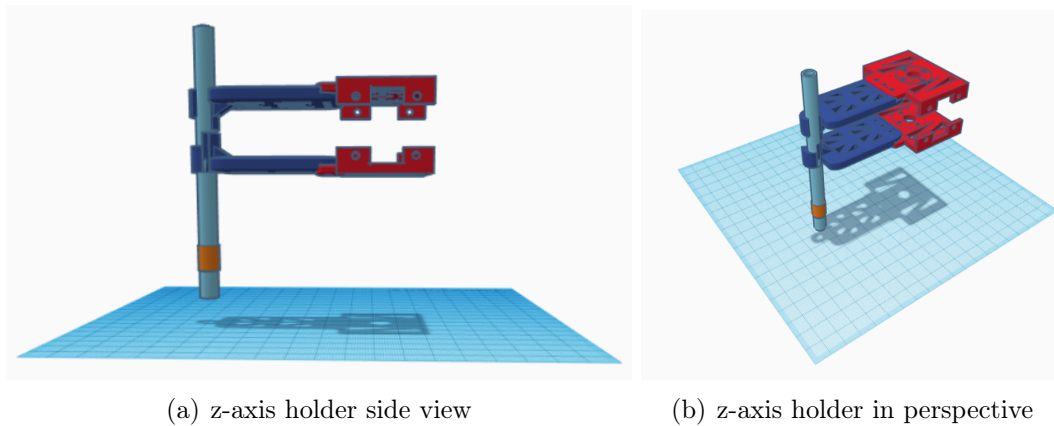 (a) z-axis holder side view
(b) z-axis holder in perspective